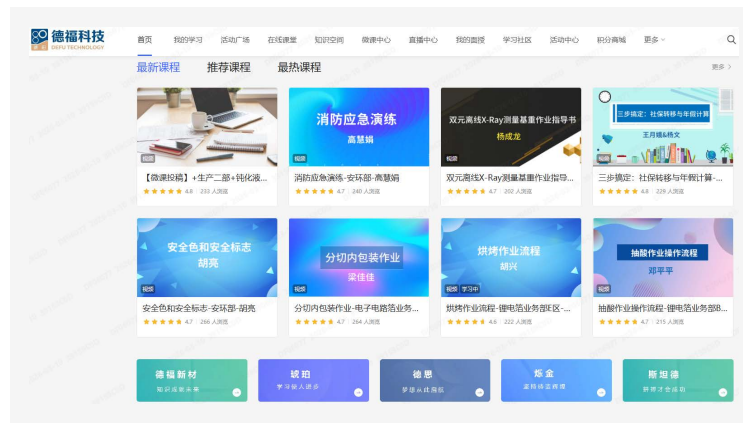 德福科技
DEFU TECHNOLOGY
首页 我的学习 活动广场 在线课堂 知识空间 微课中心 直播中心 我的面授 学习社区 活动中心 积分商城 更多
最新课程 推荐课程 最热课程 更多
视频
消防应急演练
高慧娟
视频
双元离线X-Ray测量基重作业指导书
杨成龙
视频
三步搞定：社保转移与年假计算
王月晴&杨文
视频
【微课投稿】+生产二部+钝化液...
4.8 233 人浏览
消防应急演练-安环部-高慧娟
4.7 240 人浏览
双元离线X-Ray测量基重作业指导...
4.7 202 人浏览
三步搞定：社保转移与年假计算-...
4.8 229 人浏览
安全色和安全标志
胡亮
视频
分切内包装作业
梁佳佳
视频
烘烤作业流程
胡兴
视频 学习中
抽酸作业操作流程
邓平平
视频
安全色和安全标志-安环部-胡亮
4.7 266 人浏览
分切内包装作业-电子电路箔业务...
4.7 264 人浏览
烘烤作业流程-锂电箔业务部E区-...
4.6 222 人浏览
抽酸作业操作流程-锂电箔业务部B...
4.7 215 人浏览
德福新材
知识成就未来
琥珀
学习使人进步
德思
梦想从此扬帆
烁金
斯坦德